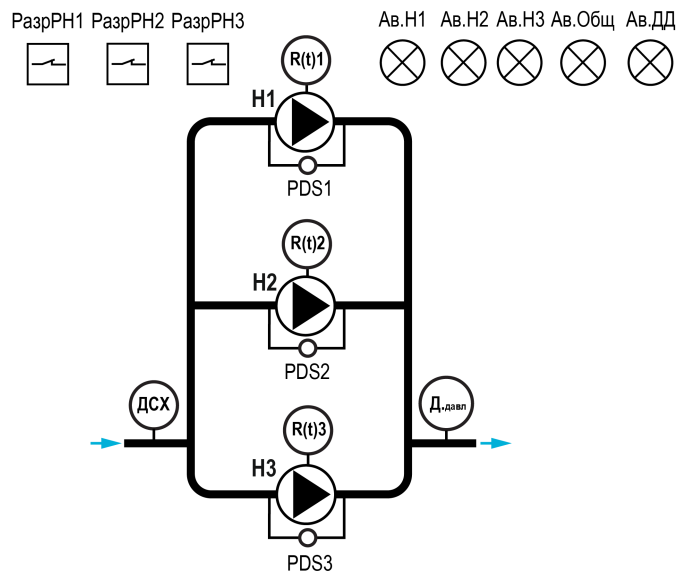 РазрРН1 РазрРН2 РазрРН3 Ав.Н1 Ав.Н2 Ав.Н3 Ав.Общ Ав.ДД
R(t)1
Н1
PDS1
R(t)2
Н2
PDS2
ДСХ
Д.давл
R(t)3
Н3
PDS3